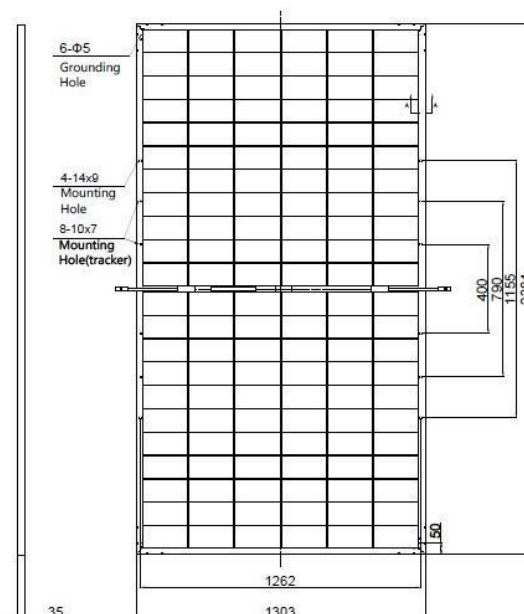 6-Φ5
Grounding
Hole
A
A
4-14x9
Mounting
Hole
8-10x7
Mounting
Hole(tracker)
400
790
1155
50
1262
35
1303